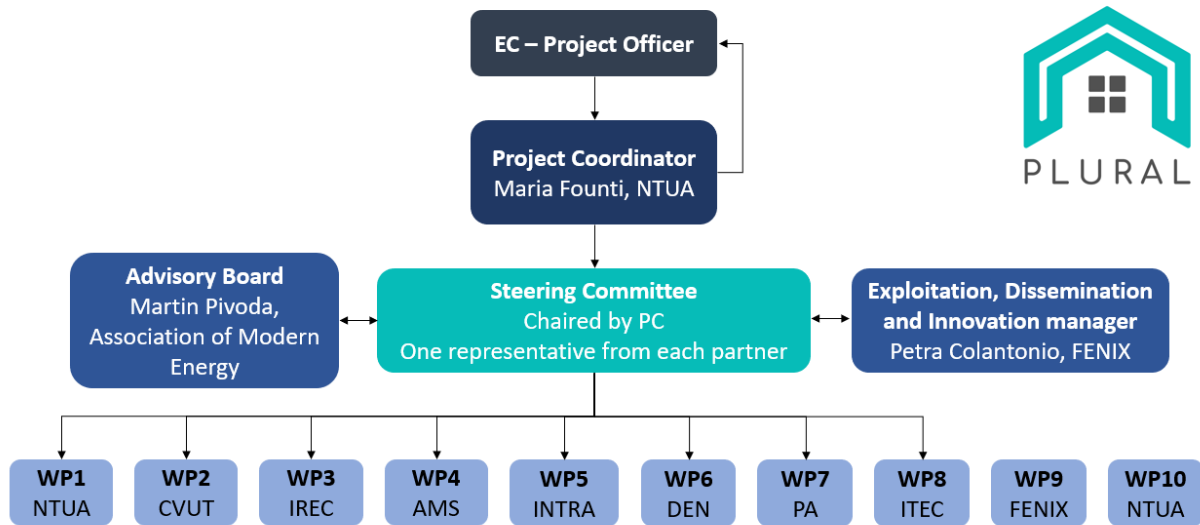 EC – Project Officer
PLURAL
Project Coordinator
Maria Founti, NTUA
Advisory Board
Martin Pivoda,
Association of Modern
Energy
Steering Committee
Chaired by PC
One representative from each partner
Exploitation, Dissemination
and Innovation manager
Petra Colantonio, FENIX
WP1
NTUA
WP2
CVUT
WP3
IREC
WP4
AMS
WP5
INTRA
WP6
DEN
WP7
PA
WP8
ITEC
WP9
FENIX
WP10
NTUA